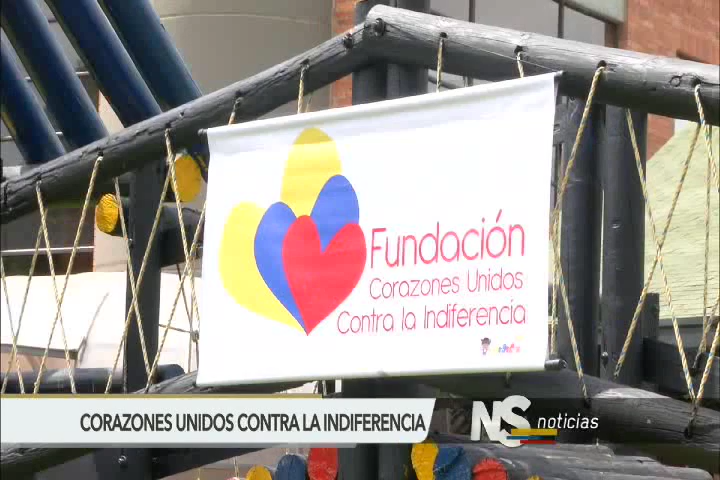 Fundación
Corazones Unidos
Contra la Indiferencia
CORAZONES UNIDOS CONTRA LA INDIFERENCIA
NS noticias